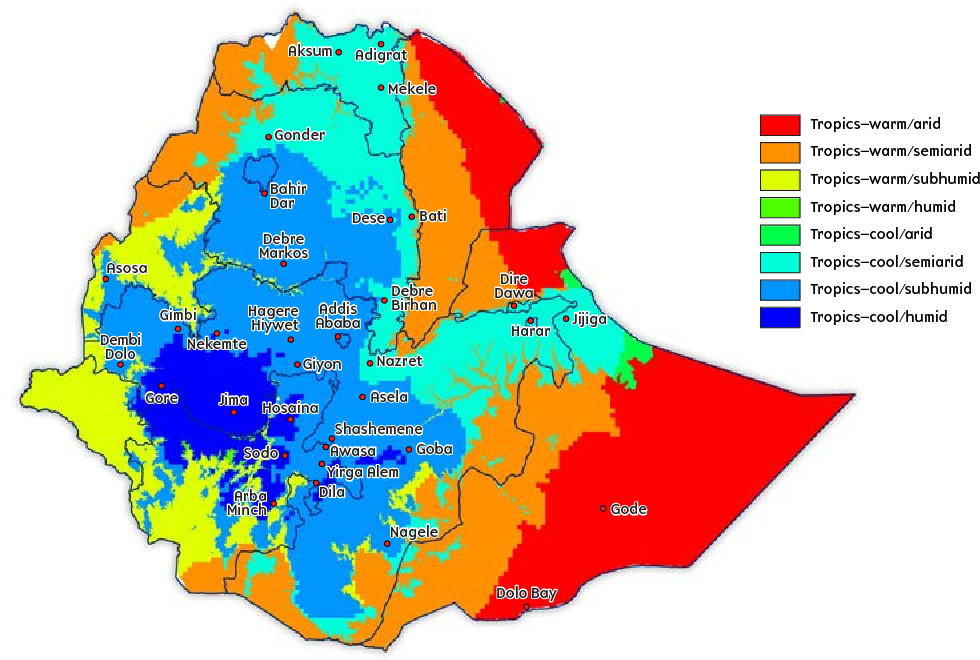 Aksum
Adigrat
Mekele
Gonder
Bahir
Dar
Dese
Bati
Debre
Markos
Asosa
Debre
Birhan
Dire
Dawa
Harar
Jijiga
Gimbi
Hagere
Hiywet
Addis
Ababa
Dembi
Dolo
Nekemte
Giyon
Nazret
Gore
Jima
Hosaina
Asela
Shashemene
Awasa
Goba
Sodo
Yirga Alem
Dila
Arba
Minch
Gode
Nagele
Dolo Bay
Tropics–warm/arid
Tropics–warm/semiarid
Tropics–warm/subhumid
Tropics–warm/humid
Tropics–cool/arid
Tropics–cool/semiarid
Tropics–cool/subhumid
Tropics–cool/humid